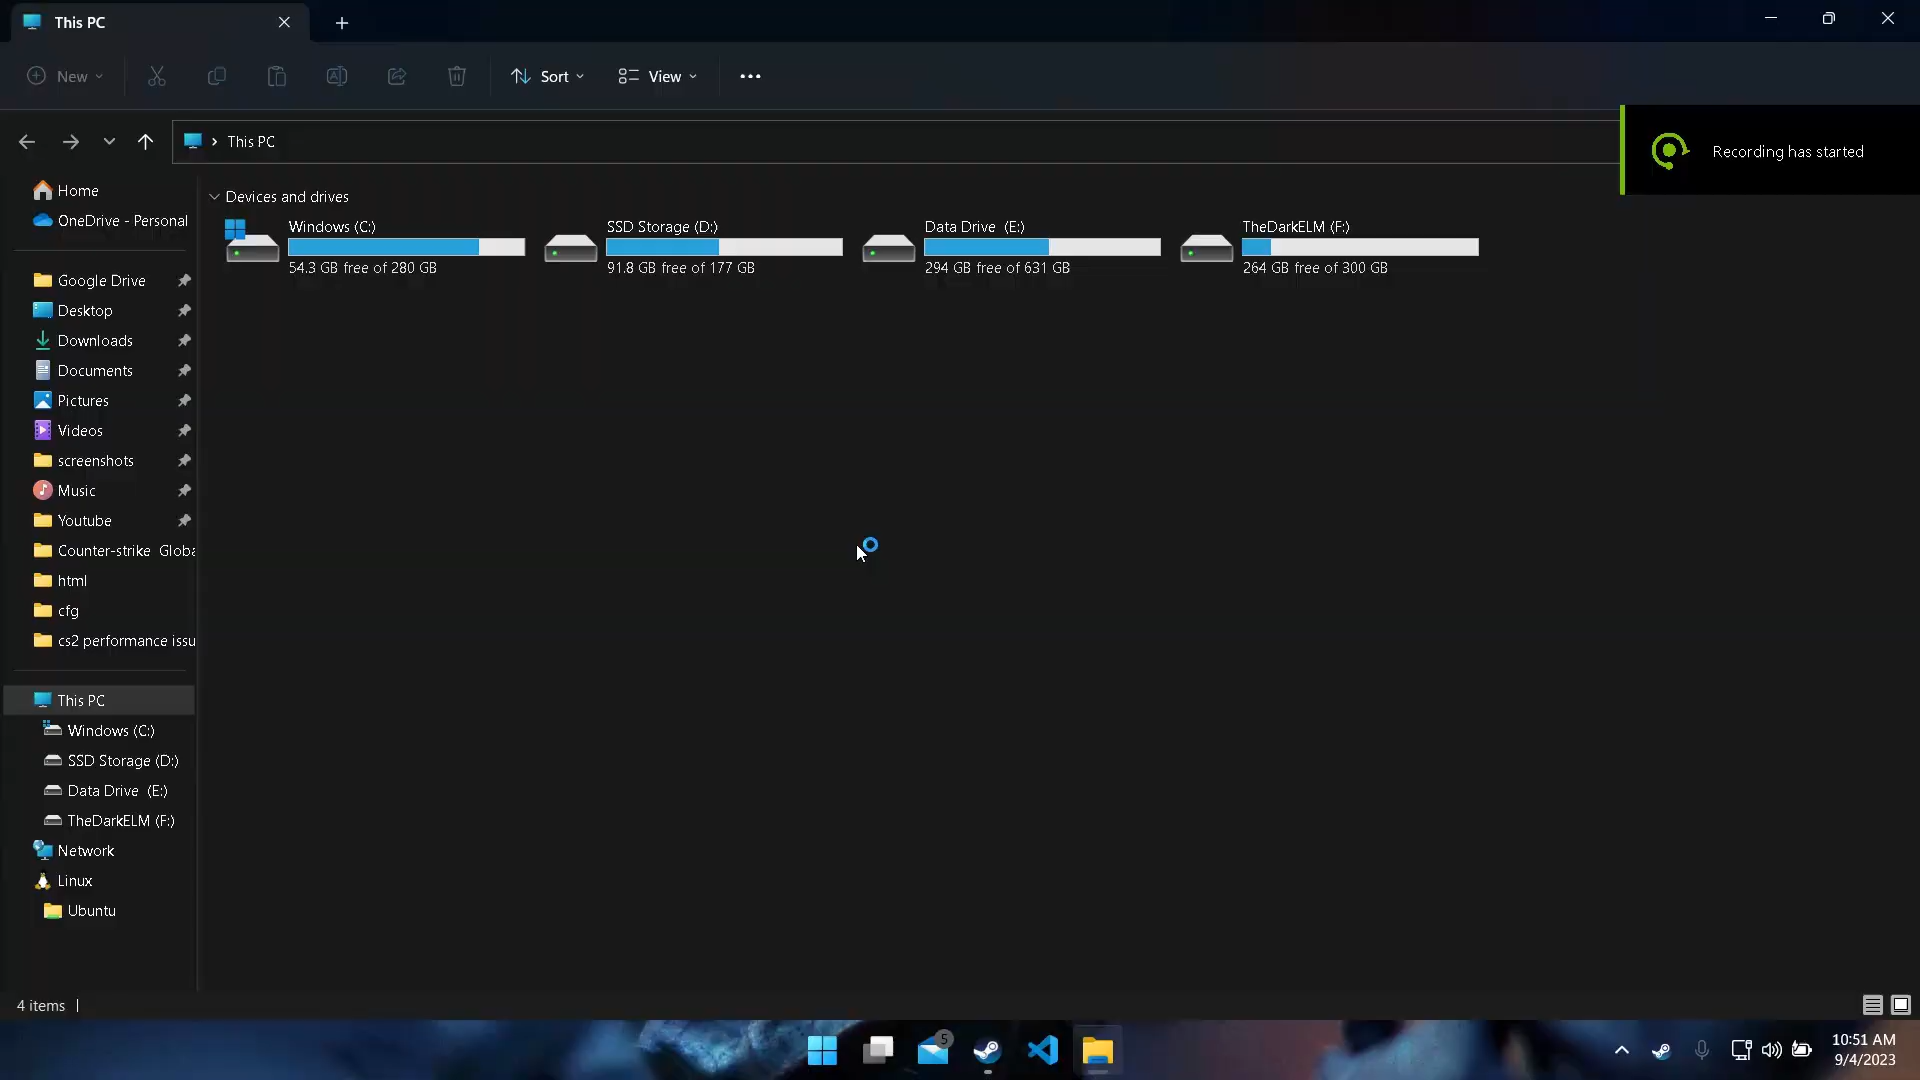 This PC
New
Sort
View
This PC
Recording has started
Home
OneDrive - Personal
Google Drive
Desktop
Downloads
Documents
Pictures
Videos
screenshots
Music
Youtube
Counter-strike Globa
html
cfg
cs2 performance issu
This PC
Windows (C:)
SSD Storage (D:)
Data Drive (E:)
TheDarkELM (F:)
Network
Linux
Ubuntu
Devices and drives
Windows (C:)
54.3 GB free of 280 GB
SSD Storage (D:)
91.8 GB free of 177 GB
Data Drive (E:)
294 GB free of 631 GB
TheDarkELM (F:)
264 GB free of 300 GB
4 items
5
10:51 AM
9/4/2023